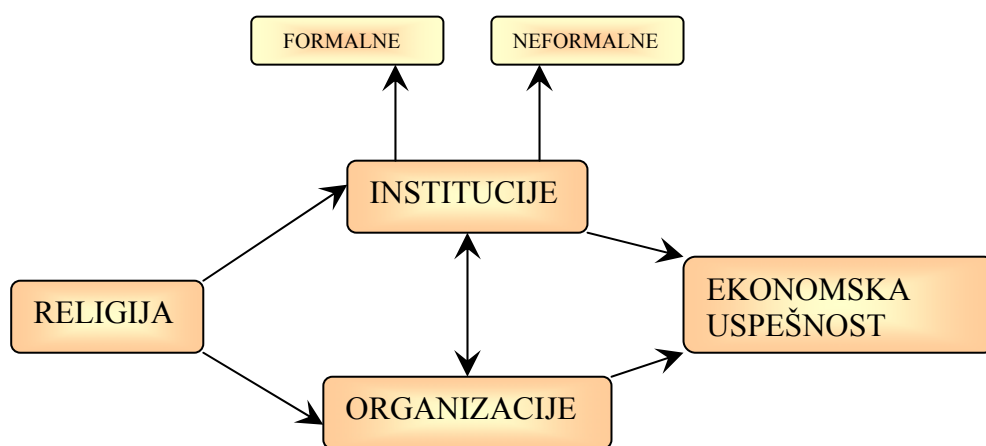 FORMALNE
NEFORMALNE
INSTITUCIJE
RELIGIJA
EKONOMSKA
USPEŠNOST
ORGANIZACIJE